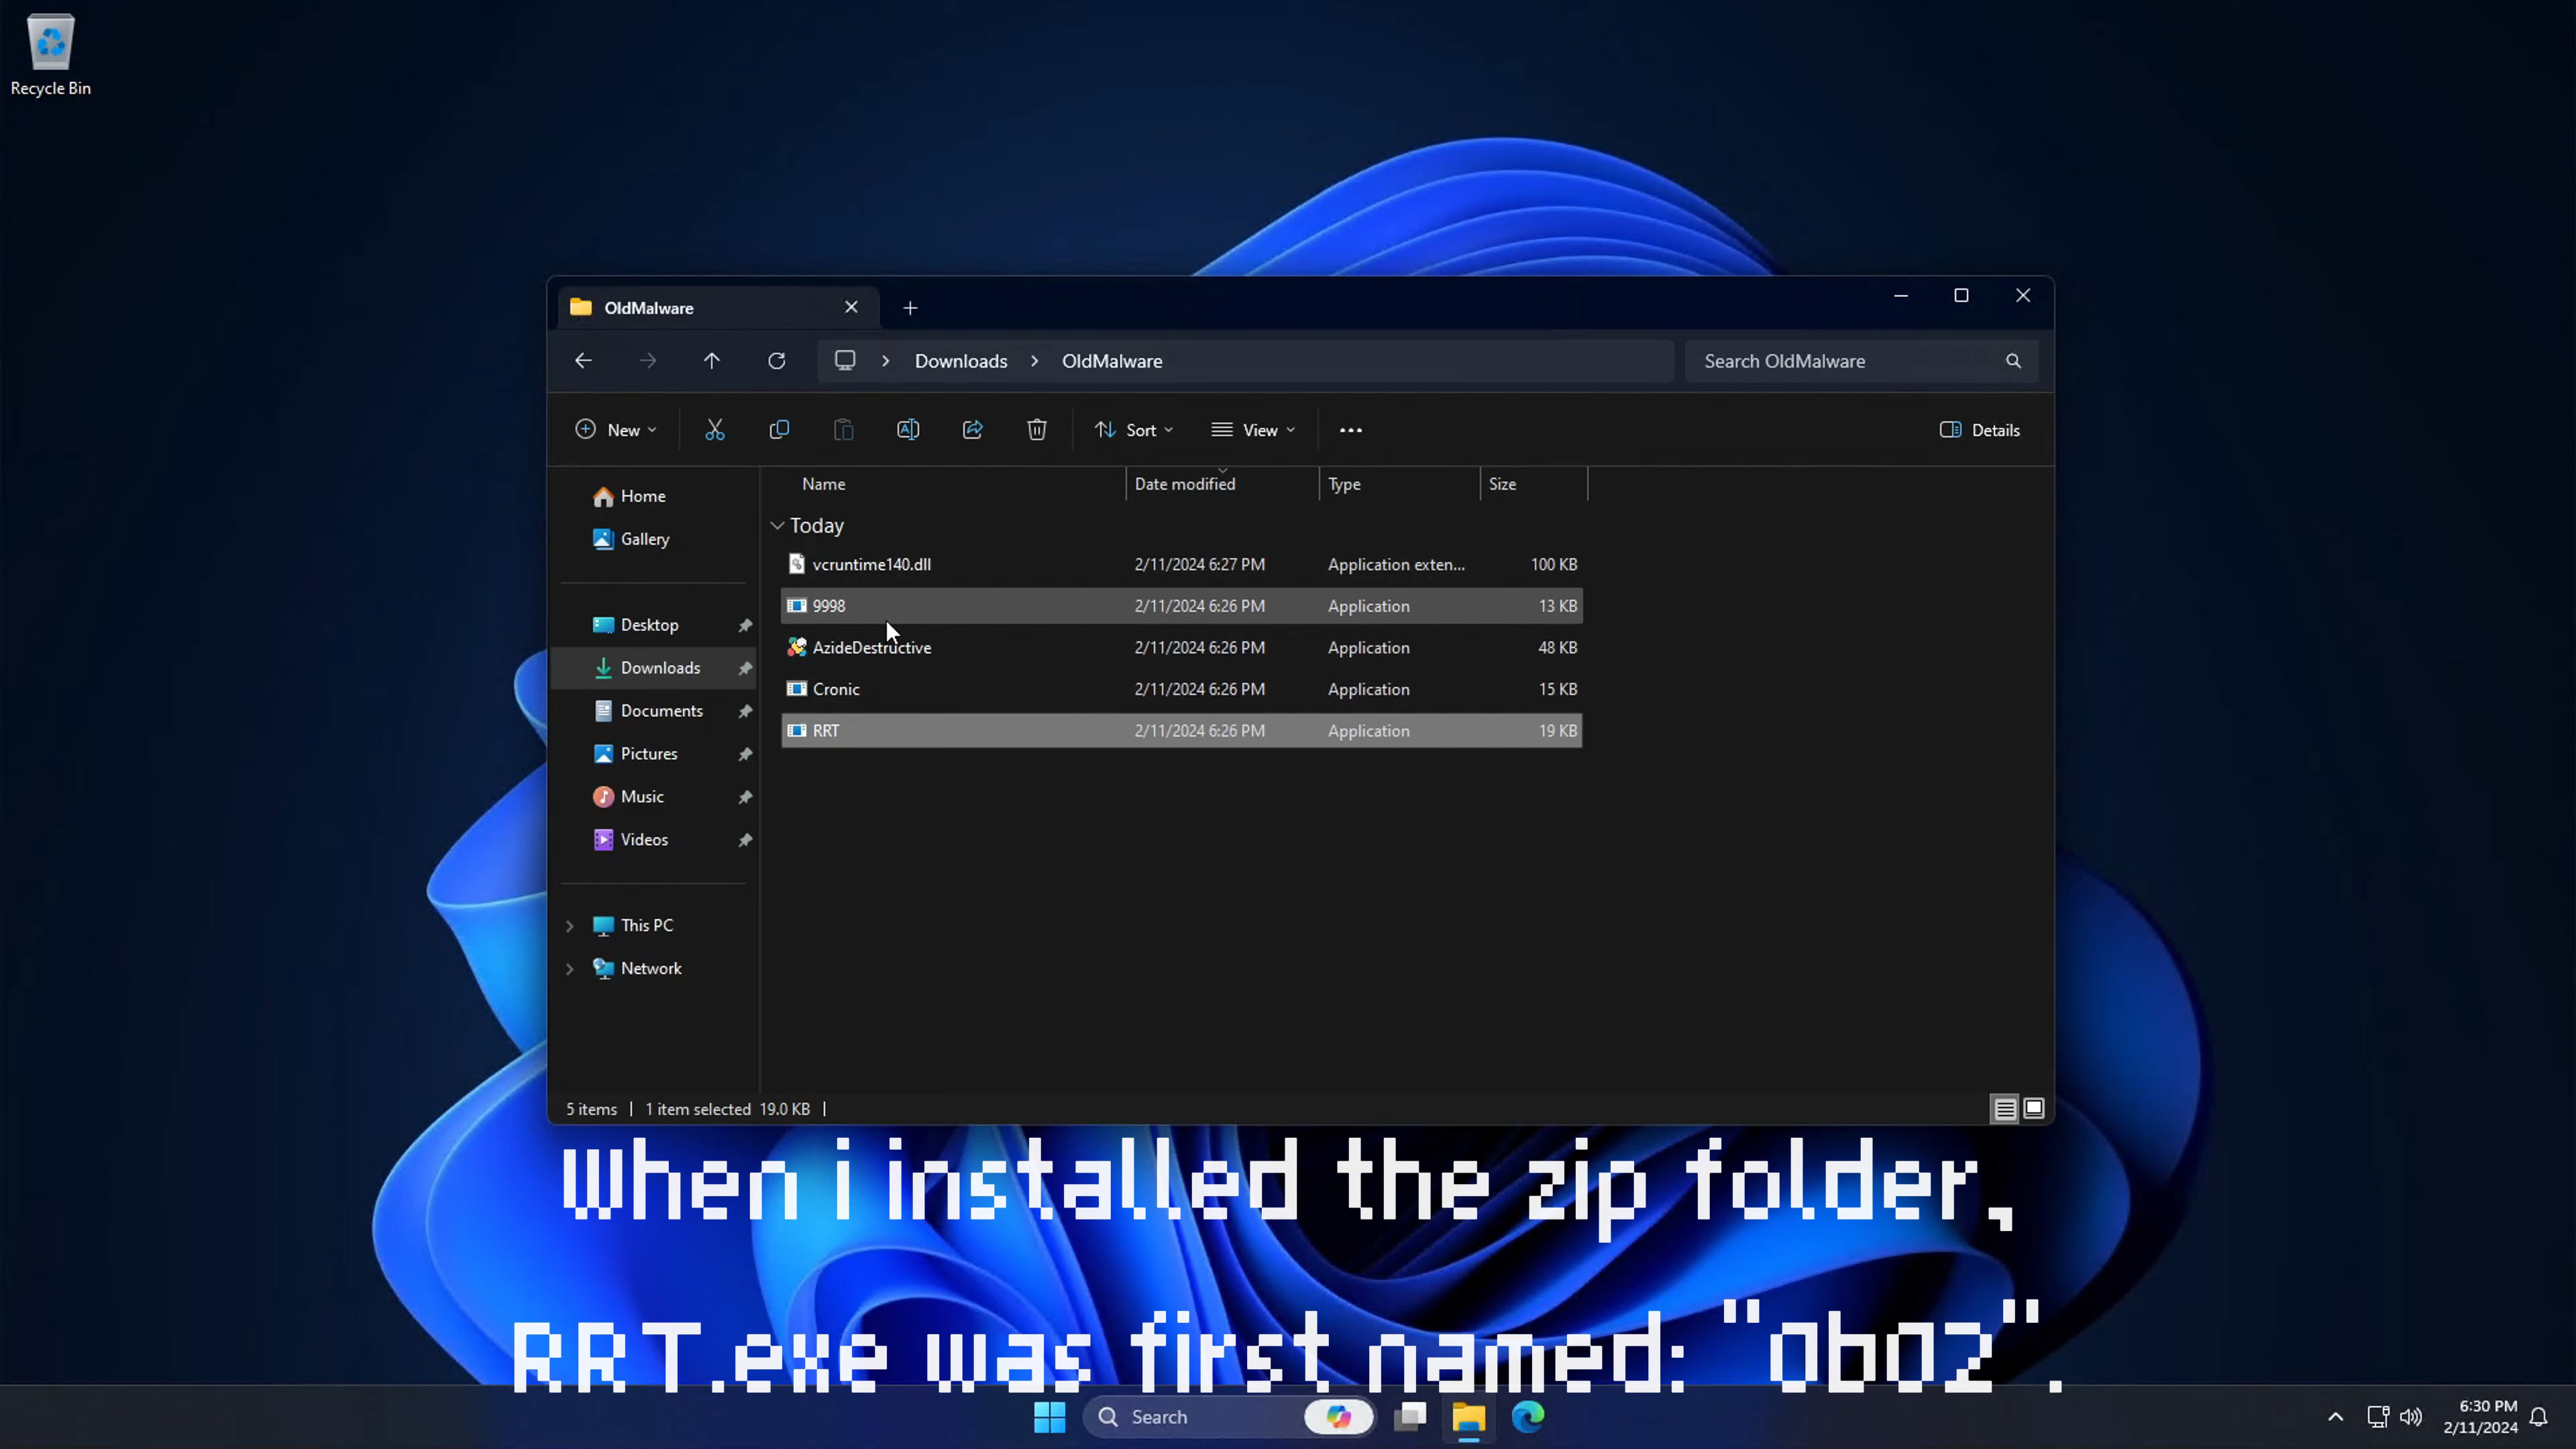 Recycle Bin
OldMalware
Downloads > OldMalware
Search OldMalware
New
Sort
View
Details
Name Date modified Type Size
Home
Gallery
Desktop
Downloads
Documents
Pictures
Music
Videos
This PC
Network
Today
vcruntime140.dll 2/11/2024 6:27 PM Application exten... 100 KB
9998 2/11/2024 6:26 PM Application 13 KB
AzideDestructive 2/11/2024 6:26 PM Application 48 KB
Cronic 2/11/2024 6:26 PM Application 15 KB
RRT 2/11/2024 6:26 PM Application 19 KB
5 items | 1 item selected 19.0 KB |
When i installed the zip folder,
RRT.exe was first named: "0b02".
Search
6:30 PM
2/11/2024